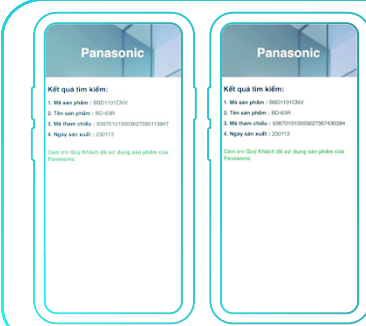 Panasonic
Kết quả tìm kiếm:
1. Mã sản phẩm : BBD1101CNV
2. Tên sản phẩm : BD-63R
3. Mã tham chiếu : 938701010003627590113947
4. Ngày sản xuất : 230113
Cảm ơn Quý Khách đã sử dụng sản phẩm của
Panasonic
Panasonic
Kết quả tìm kiếm:
1. Mã sản phẩm : BBD1101CNV
2. Tên sản phẩm : BD-63R
3. Mã tham chiếu : 938701010003627367430284
4. Ngày sản xuất : 230113
Cảm ơn Quý Khách đã sử dụng sản phẩm của
Panasonic